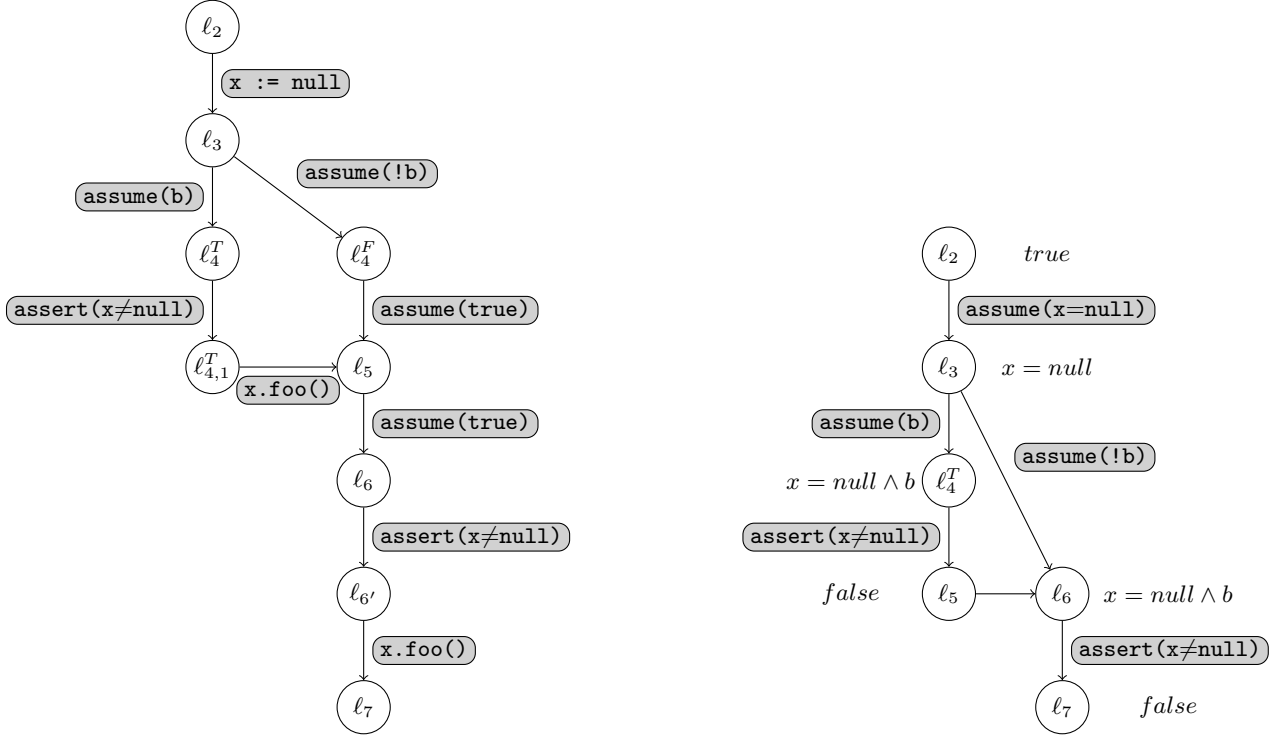 ℓ₂
x := null
ℓ₃
assume(b)
assume(!b)
ℓ₄ᵀ
ℓ₄ᶠ
assert(x≠null)
assume(true)
ℓᵀ₄,₁
x.foo()
ℓ₅
assume(true)
ℓ₆
assert(x≠null)
ℓ₆′
x.foo()
ℓ₇
ℓ₂ true
assume(x=null)
ℓ₃ x = null
assume(b)
assume(!b)
x = null ∧ b ℓ₄ᵀ
assert(x≠null)
false ℓ₅ ℓ₆ x = null ∧ b
assert(x≠null)
ℓ₇ false